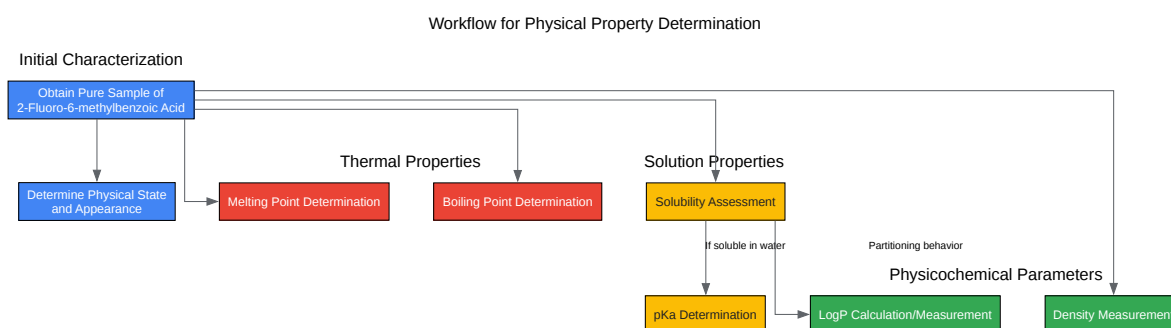 Workflow for Physical Property Determination
Initial Characterization
Obtain Pure Sample of
2-Fluoro-6-methylbenzoic Acid
Thermal Properties
Solution Properties
Determine Physical State
and Appearance
Melting Point Determination
Boiling Point Determination
Solubility Assessment
If soluble in water
Partitioning behavior
Physicochemical Parameters
pKa Determination
LogP Calculation/Measurement
Density Measurement